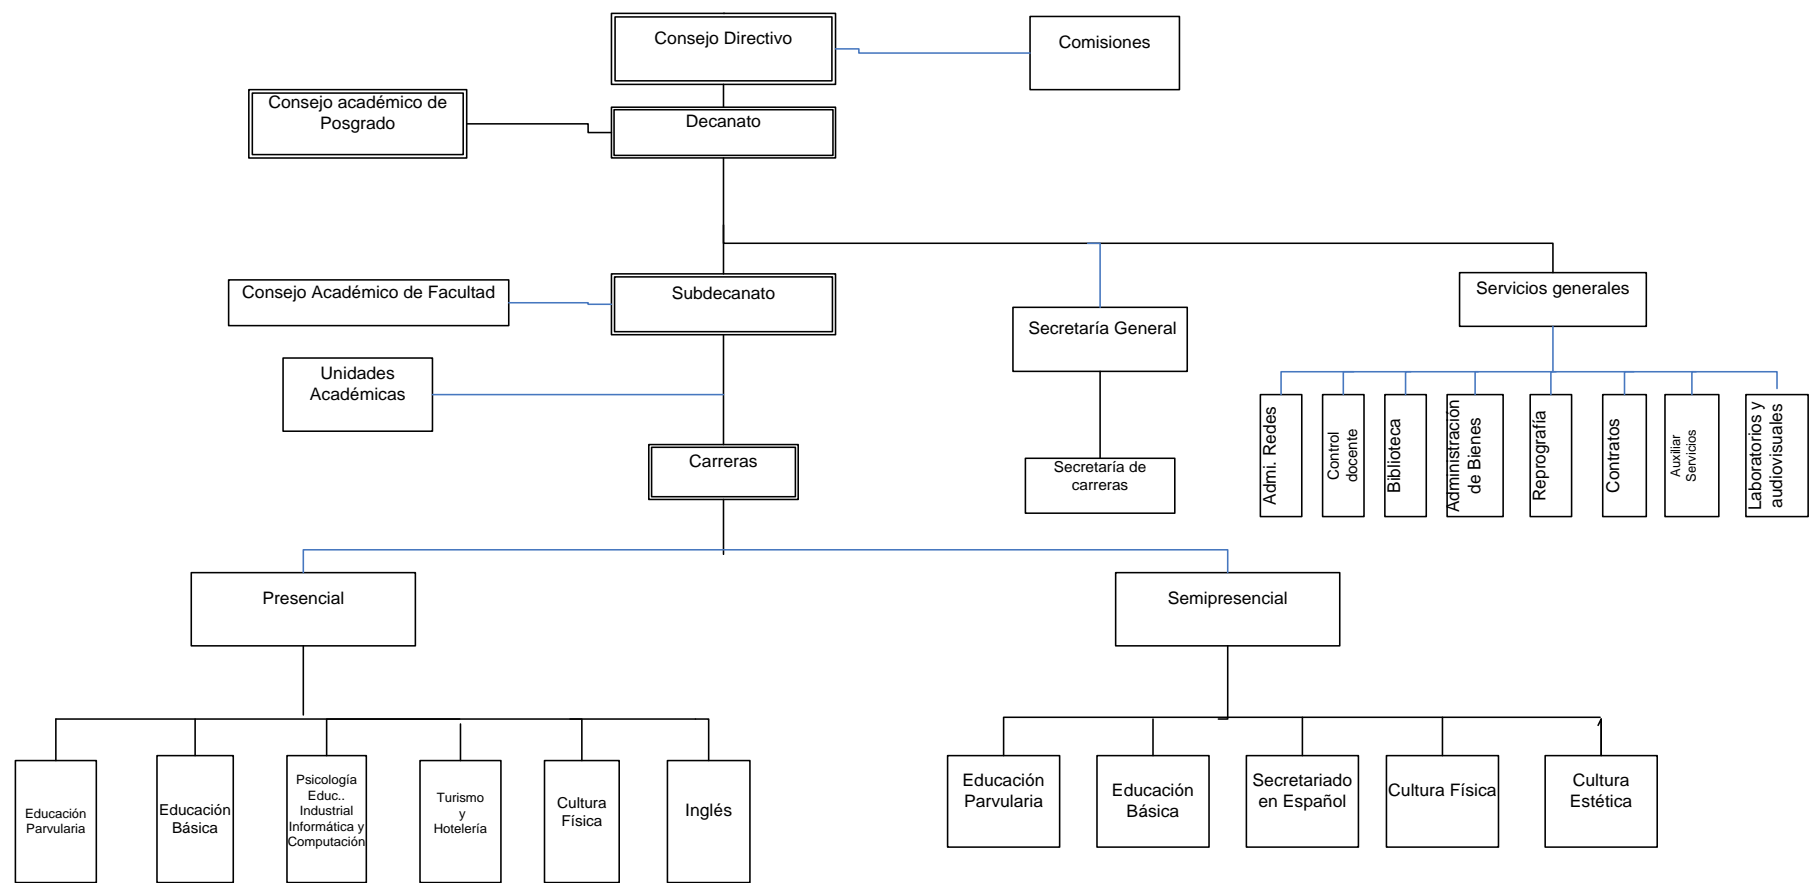 Consejo Directivo
Comisiones
Consejo académico de
Posgrado
Decanato
Consejo Académico de Facultad
Subdecanato
Secretaría General
Servicios generales
Unidades
Académicas
Carreras
Secretaría de
carreras
Admi. Redes
Control
docente
Biblioteca
Administración
de Bienes
Reprografía
Contratos
Auxiliar
Servicios
Laboratorios y
audiovisuales
Presencial
Semipresencial
Educación
Parvularia
Educación
Básica
Psicología
Educ..
Industrial
Informática y
Computación
Turismo
y
Hotelería
Cultura
Física
Inglés
Educación
Parvularia
Educación
Básica
Secretariado
en Español
Cultura Física
Cultura
Estética